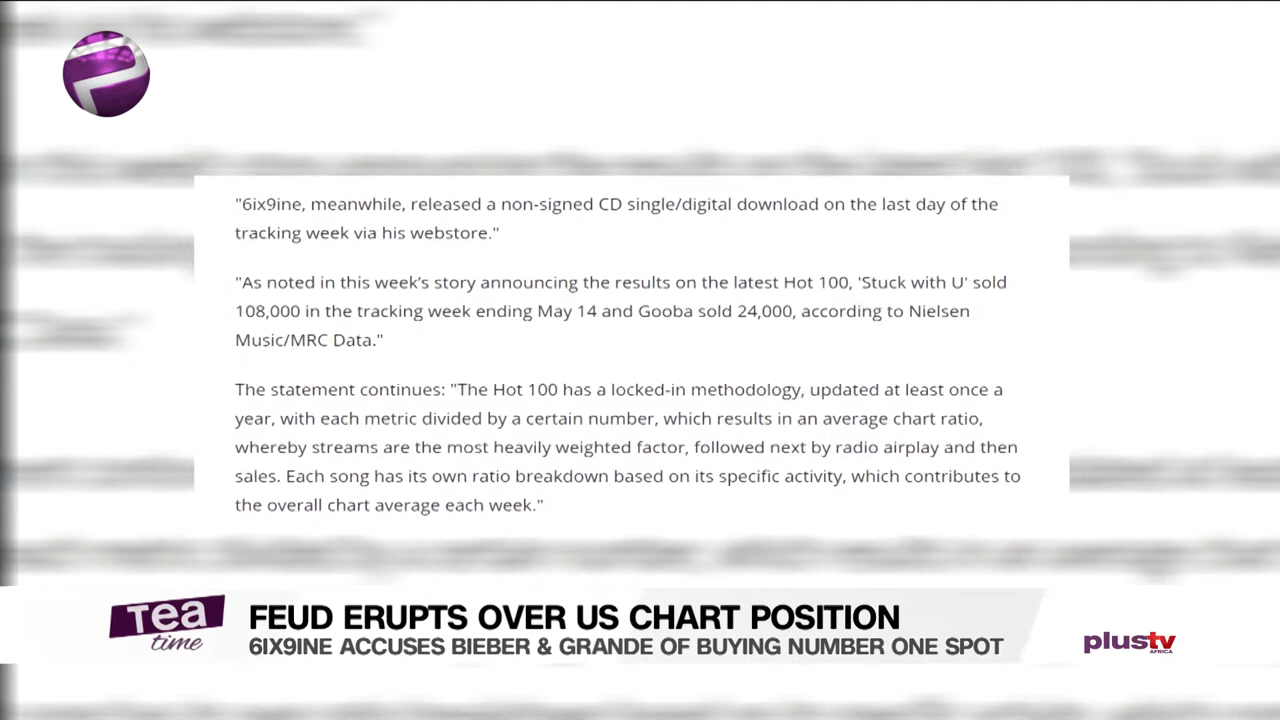 "6ix9ine, meanwhile, released a non-signed CD single/digital download on the last day of the
tracking week via his webstore."
"As noted in this week’s story announcing the results on the latest Hot 100, 'Stuck with U' sold
108,000 in the tracking week ending May 14 and Gooba sold 24,000, according to Nielsen
Music/MRC Data."
The statement continues: "The Hot 100 has a locked-in methodology, updated at least once a
year, with each metric divided by a certain number, which results in an average chart ratio,
whereby streams are the most heavily weighted factor, followed next by radio airplay and then
sales. Each song has its own ratio breakdown based on its specific activity, which contributes to
the overall chart average each week."
Tea
time
FEUD ERUPTS OVER US CHART POSITION
6IX9INE ACCUSES BIEBER & GRANDE OF BUYING NUMBER ONE SPOT
plustv
AFRICA